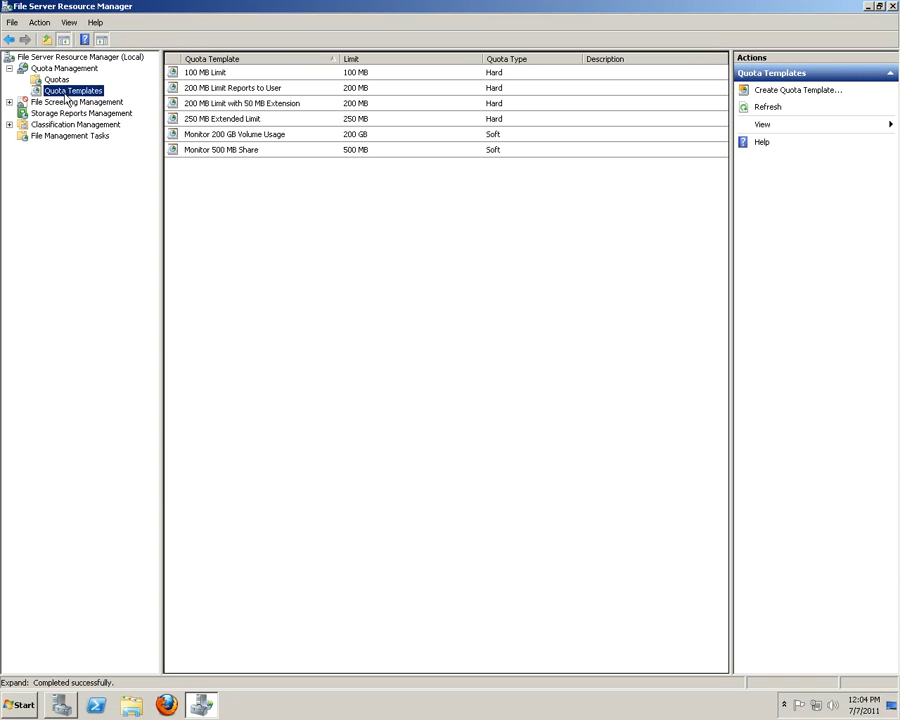 File Server Resource Manager
File Action View Help
File Server Resource Manager (Local)
Quota Management
Quotas
Quota Templates
File Screening Management
Storage Reports Management
Classification Management
File Management Tasks
Quota Template Limit Quota Type Description
100 MB Limit 100 MB Hard
200 MB Limit Reports to User 200 MB Hard
200 MB Limit with 50 MB Extension 200 MB Hard
250 MB Extended Limit 250 MB Hard
Monitor 200 GB Volume Usage 200 GB Soft
Monitor 500 MB Share 500 MB Soft
Actions
Quota Templates
Create Quota Template...
Refresh
View
Help
Expand: Completed successfully.
Start
12:04 PM
7/7/2011